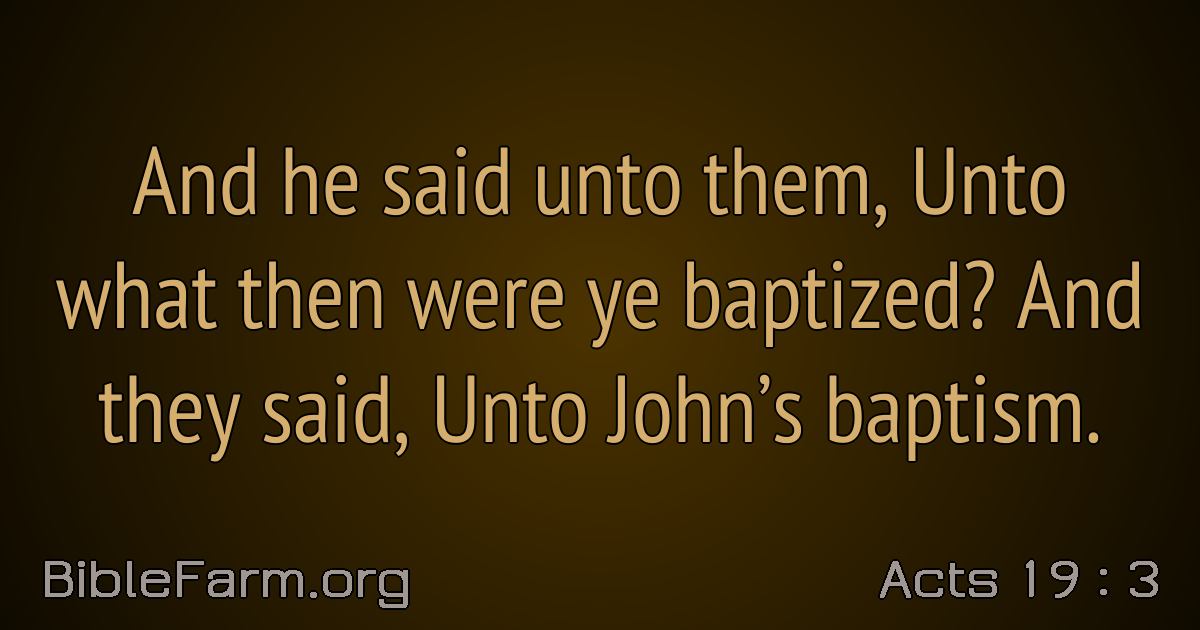 And he said unto them, Unto
what then were ye baptized? And
they said, Unto John’s baptism.
BibleFarm.org
Acts 19 : 3